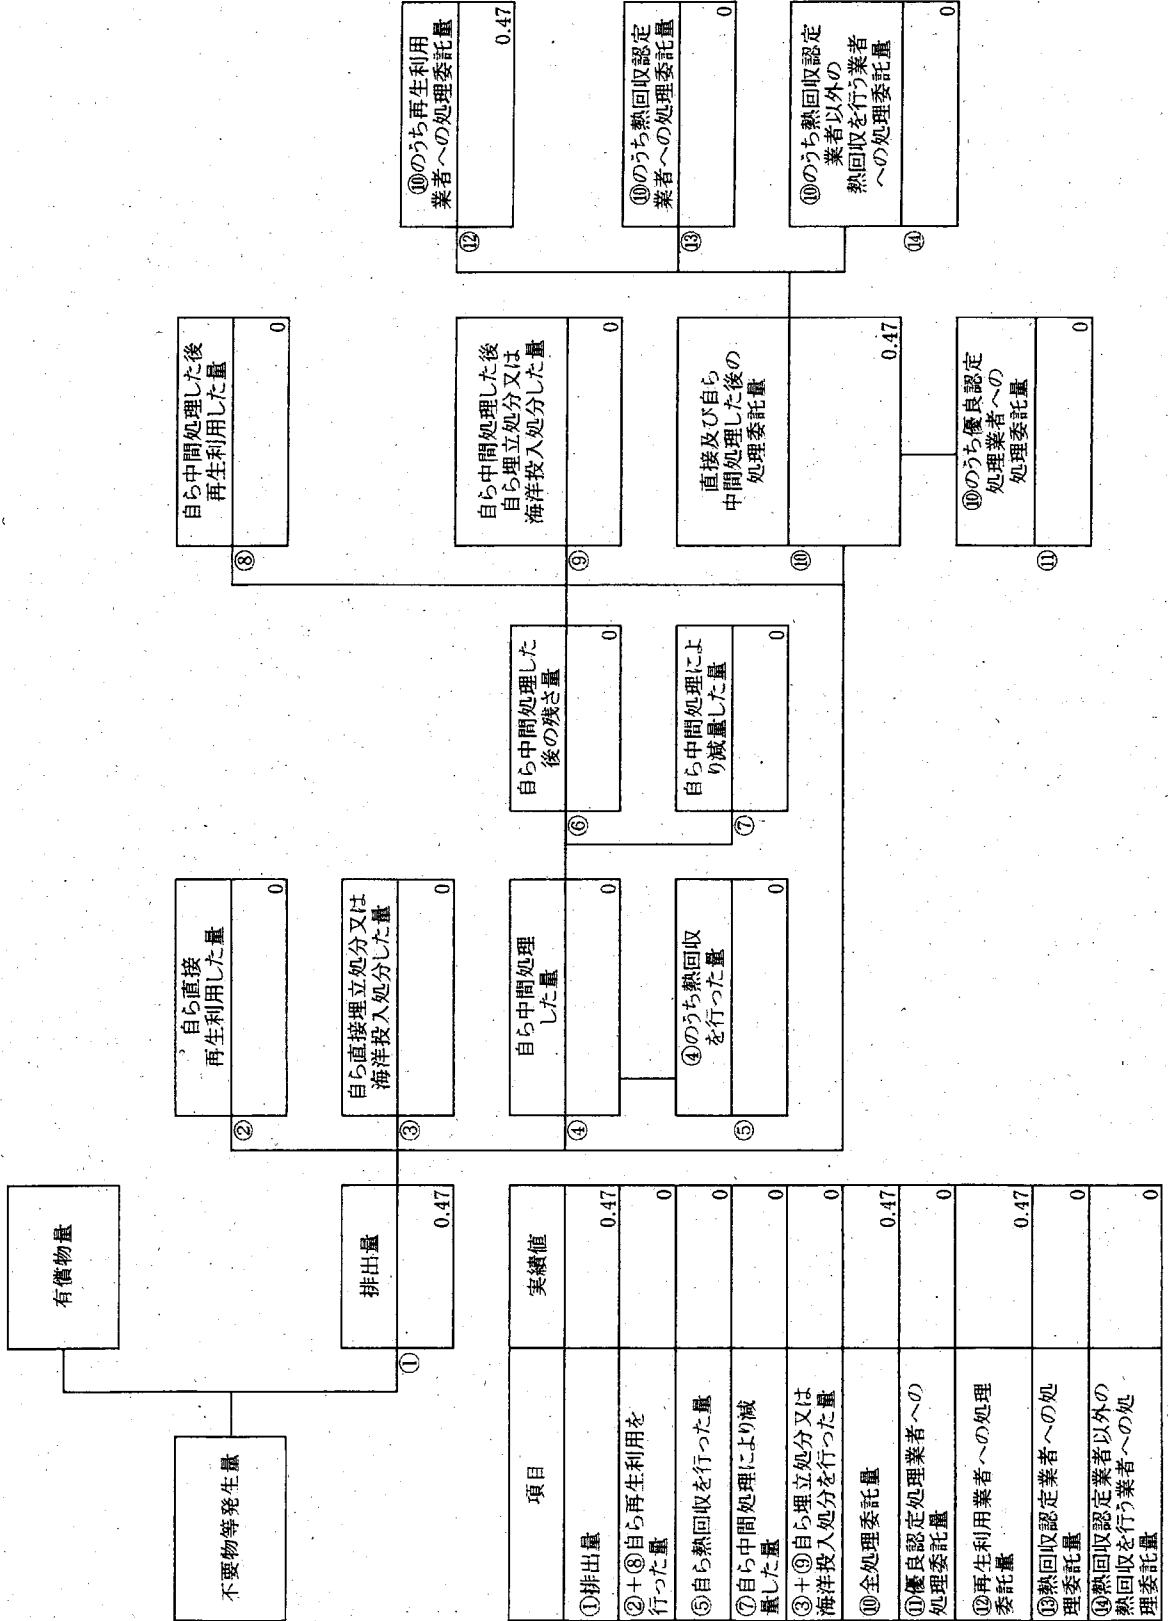 不要物等発生量
有償物量
排出量
①
0.47
自ら直接
再生利用した量
②
0
自ら直接埋立処分又は
海洋投入処分した量
③
0
自ら中間処理
した量
④
0
④のうち熱回収
を行った量
⑤
0
自ら中間処理した
後の残さ量
⑥
0
自ら中間処理によ
り減量した量
⑦
0
自ら中間処理した後
再生利用した量
⑧
0
自ら中間処理した後
自ら埋立処分又は
海洋投入処分した量
⑨
0
直接及び自ら
中間処理した後の
処理委託量
⑩
0.47
⑩のうち優良認定
処理業者への
処理委託量
⑪
0
⑩のうち再生利用
業者への処理委託量
⑫
0.47
⑩のうち熱回収認定
業者への処理委託量
⑬
0
⑩のうち熱回収認定
業者以外の
熱回収を行う業者
への処理委託量
⑭
0
項目 実績値
①排出量 0.47
②+⑧自ら再生利用を
行った量 0
⑤自ら熱回収を行った量 0
⑦自ら中間処理により減
量した量 0
③+⑨自ら埋立処分又は
海洋投入処分を行った量 0
⑩全処理委託量 0.47
⑪優良認定処理業者への
処理委託量 0
⑫再生利用業者への処理
委託量 0.47
⑬熱回収認定業者への処
理委託量 0
⑭熱回収認定業者以外の
熱回収を行う業者への処
理委託量 0